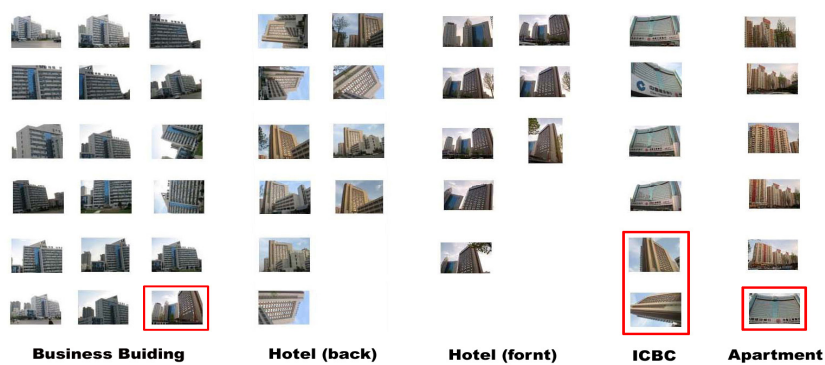 Business Buiding
Hotel (back)
Hotel (fornt)
ICBC
Apartment